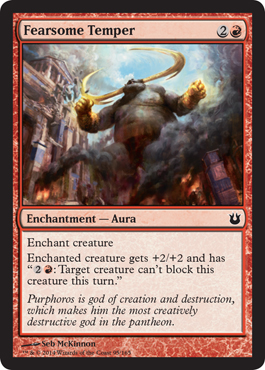 Fearsome Temper 2
Enchantment — Aura
Enchant creature
Enchanted creature gets +2/+2 and has
“2 : Target creature can't block this
creature this turn.”
Purphoros is god of creation and destruction,
which makes him the most creatively
destructive god in the pantheon.
Seb McKinnon
™ & © 2014 Wizards of the Coast